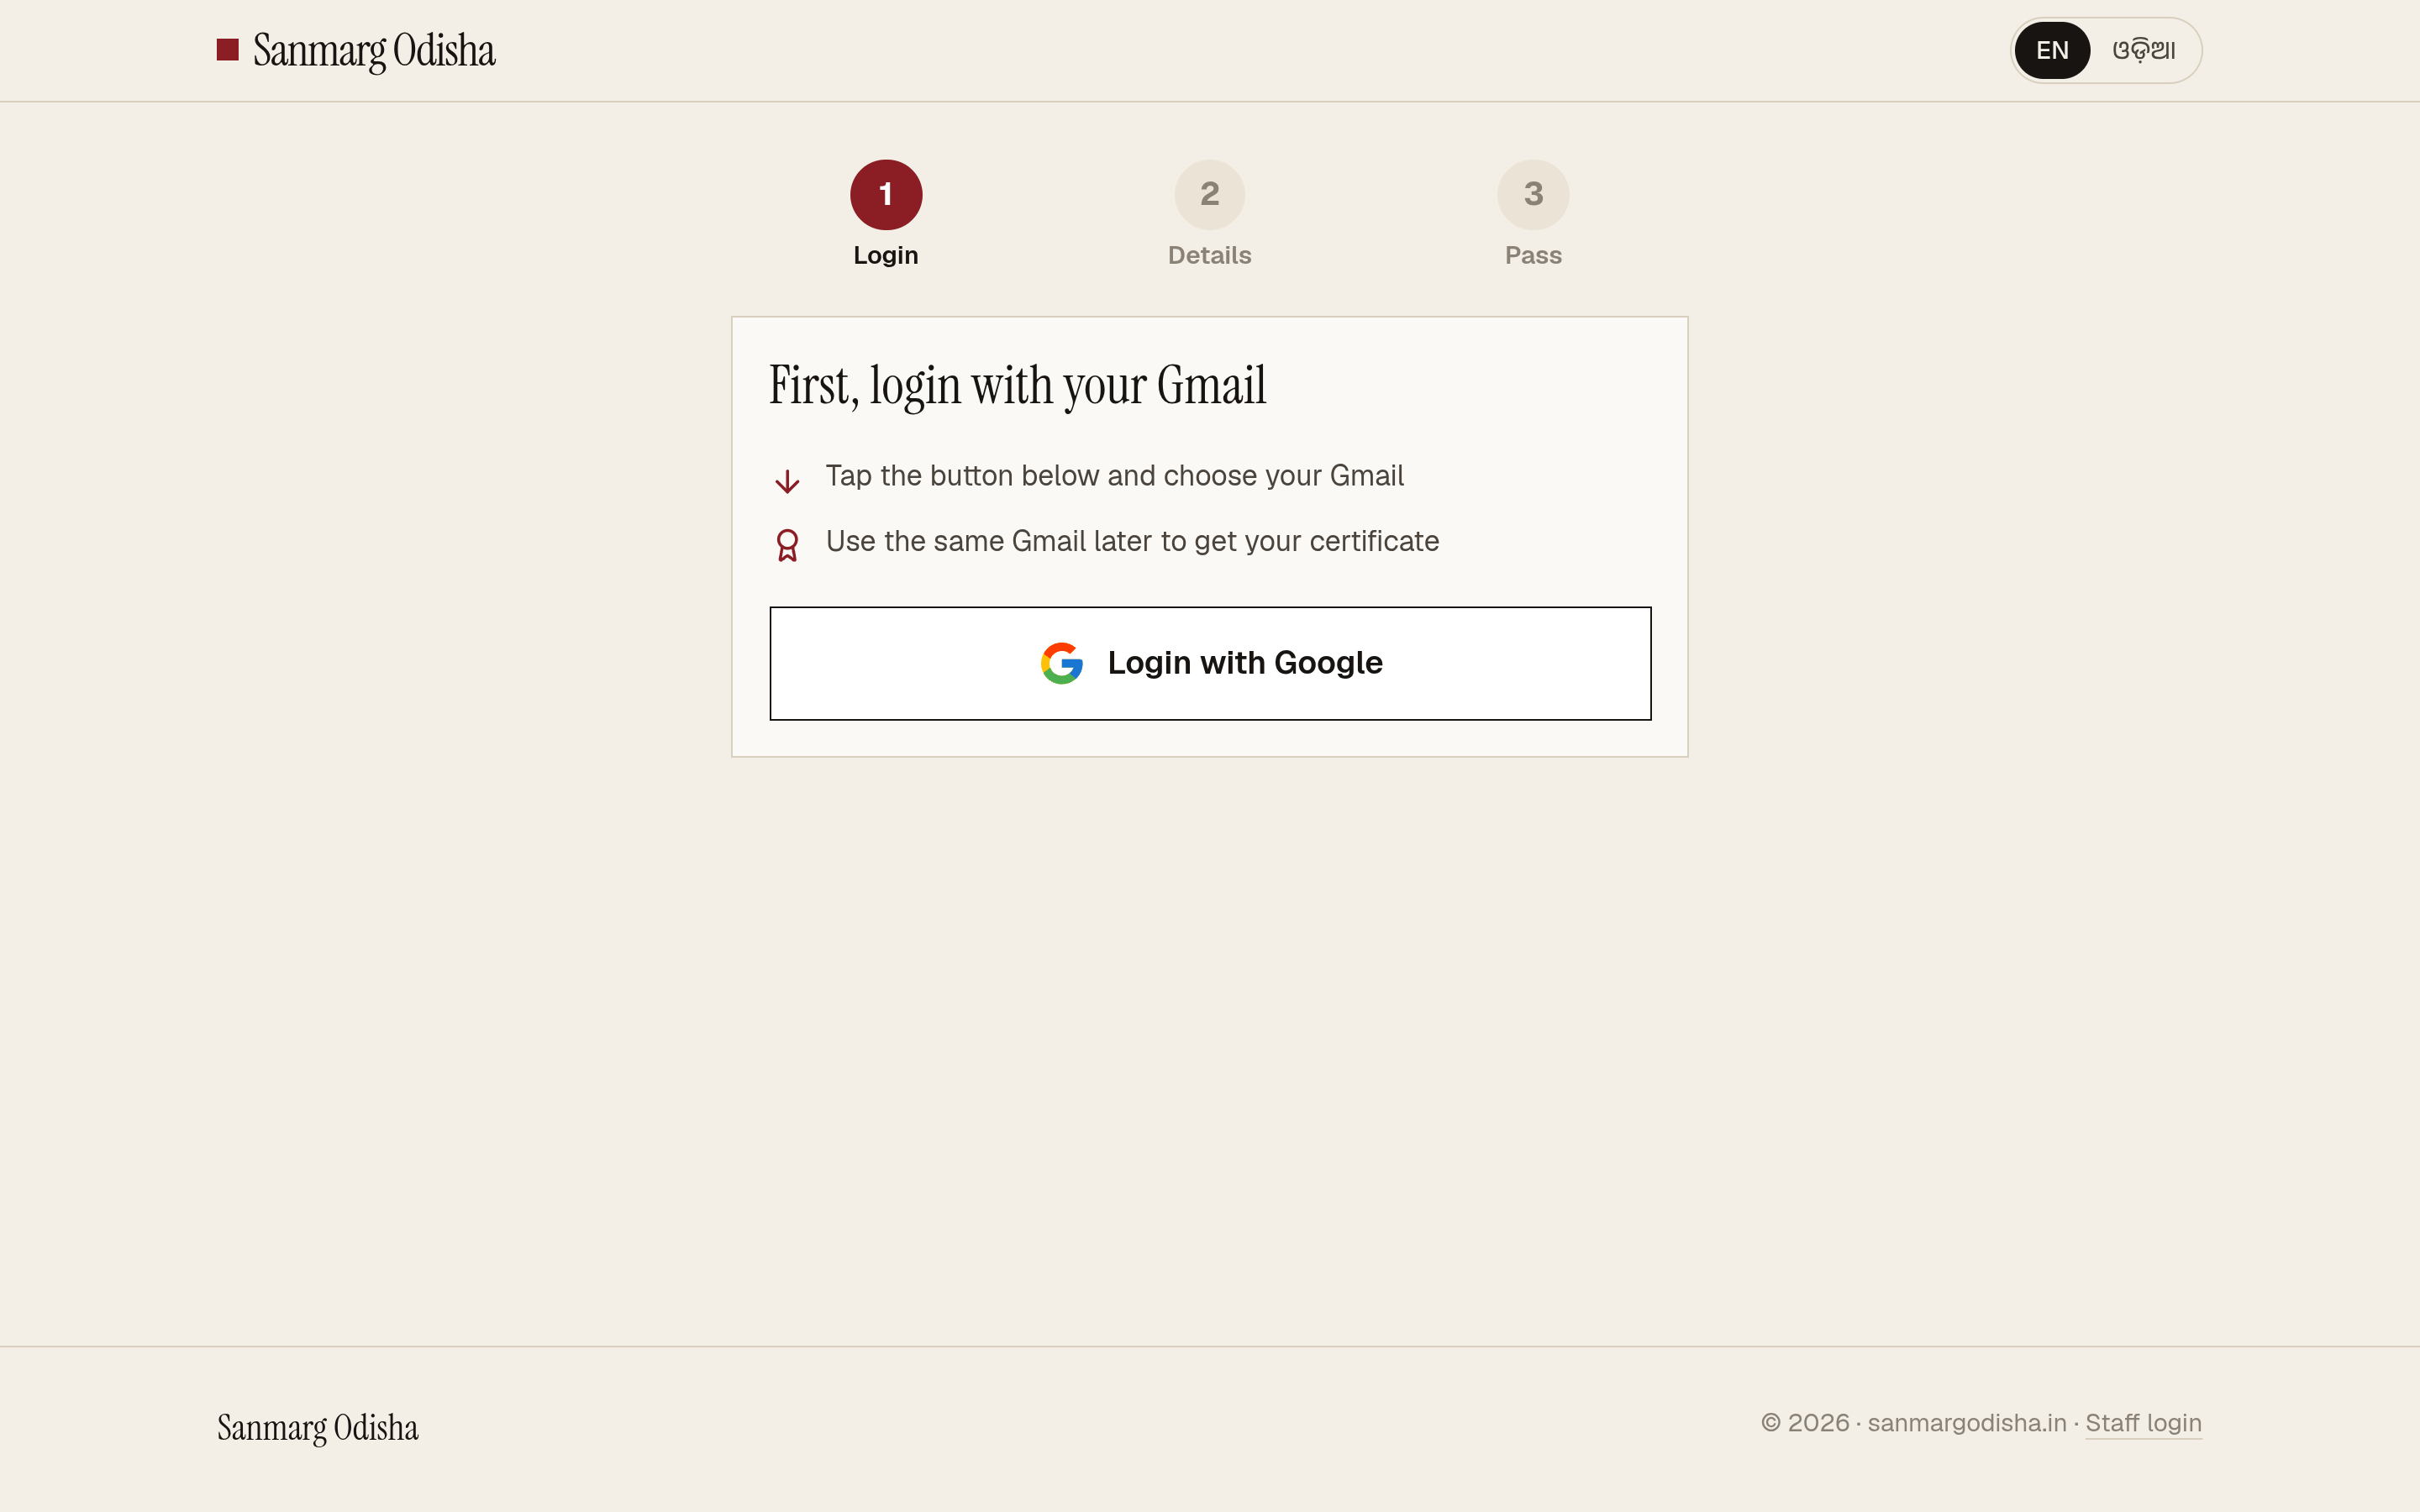 Sanmarg Odisha
EN ଓଡ଼ିଆ
1 2 3
Login Details Pass
First, login with your Gmail
Tap the button below and choose your Gmail
Use the same Gmail later to get your certificate
Login with Google
Sanmarg Odisha
© 2026 · sanmargodisha.in · Staff login